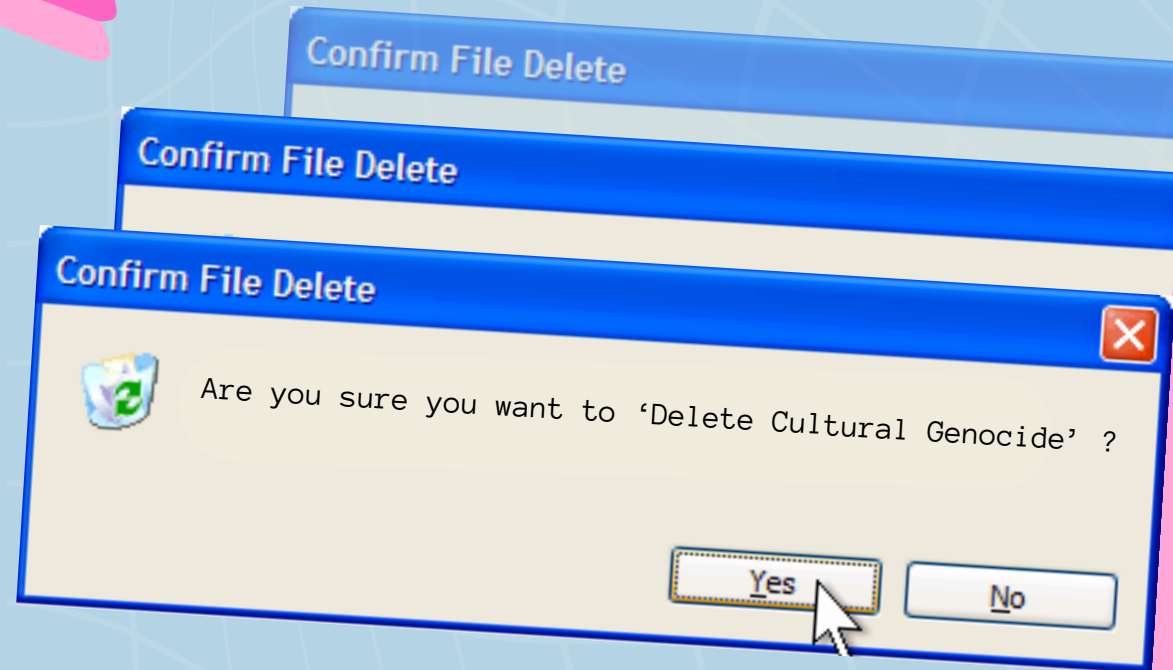 Confirm File Delete
Confirm File Delete
Confirm File Delete
Are you sure you want to ‘Delete Cultural Genocide’ ?
Yes
No